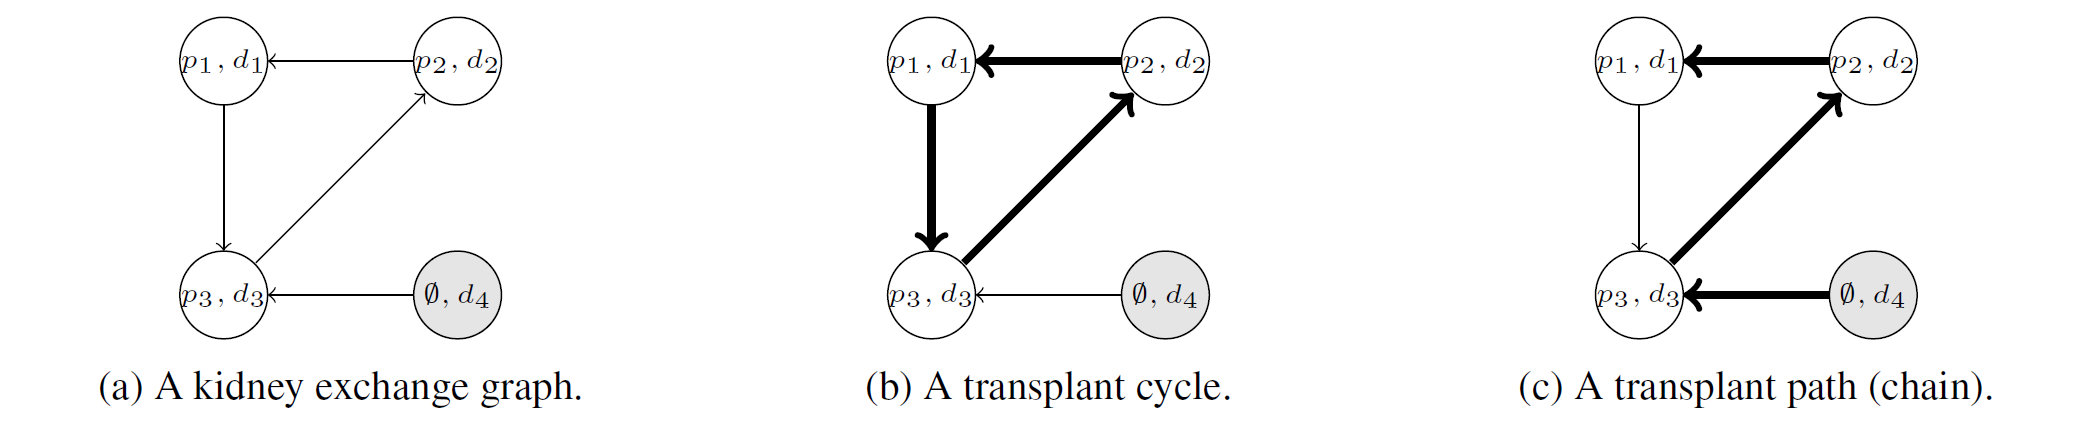 p1, d1 p2, d2 p1, d1 p2, d2 p1, d1 p2, d2
p3, d3 ∅, d4 p3, d3 ∅, d4 p3, d3 ∅, d4
(a) A kidney exchange graph. (b) A transplant cycle. (c) A transplant path (chain).